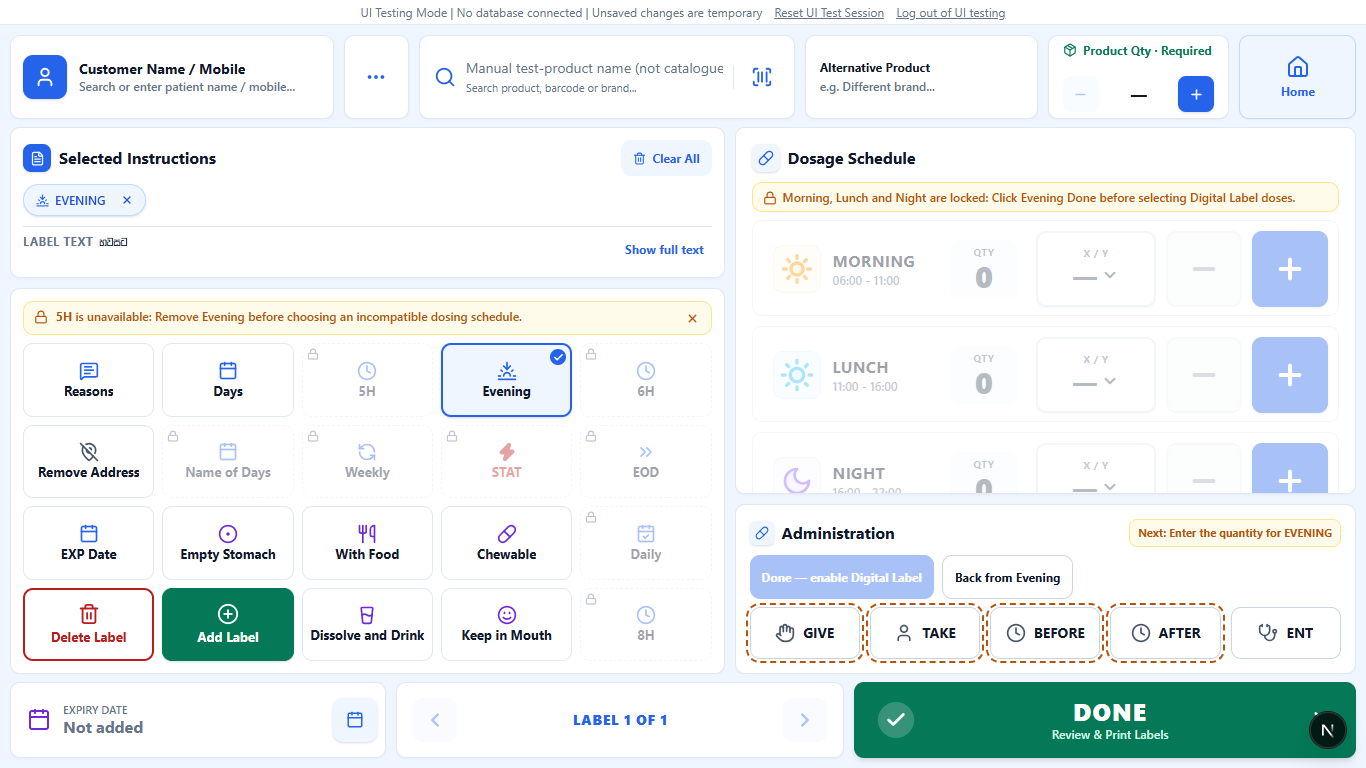 UI Testing Mode | No database connected | Unsaved changes are temporary Reset UI Test Session Log out of UI testing
Customer Name / Mobile
Search or enter patient name / mobile...
Manual test-product name (not catalogue
Search product, barcode or brand...
Alternative Product
e.g. Different brand...
Product Qty · Required
—
Home
Selected Instructions
Clear All
EVENING
LABEL TEXT
Show full text
5H is unavailable: Remove Evening before choosing an incompatible dosing schedule.
Reasons
Days
5H
Evening
6H
Remove Address
Name of Days
Weekly
STAT
EOD
EXP Date
Empty Stomach
With Food
Chewable
Daily
Delete Label
Add Label
Dissolve and Drink
Keep in Mouth
8H
Dosage Schedule
Morning, Lunch and Night are locked: Click Evening Done before selecting Digital Label doses.
MORNING
06:00 - 11:00
QTY
0
X / Y
—
LUNCH
11:00 - 16:00
QTY
0
X / Y
—
NIGHT
16:00 - 22:00
QTY
0
X / Y
—
Administration
Next: Enter the quantity for EVENING
Done — enable Digital Label
Back from Evening
GIVE
TAKE
BEFORE
AFTER
ENT
EXPIRY DATE
Not added
LABEL 1 OF 1
DONE
Review & Print Labels
N